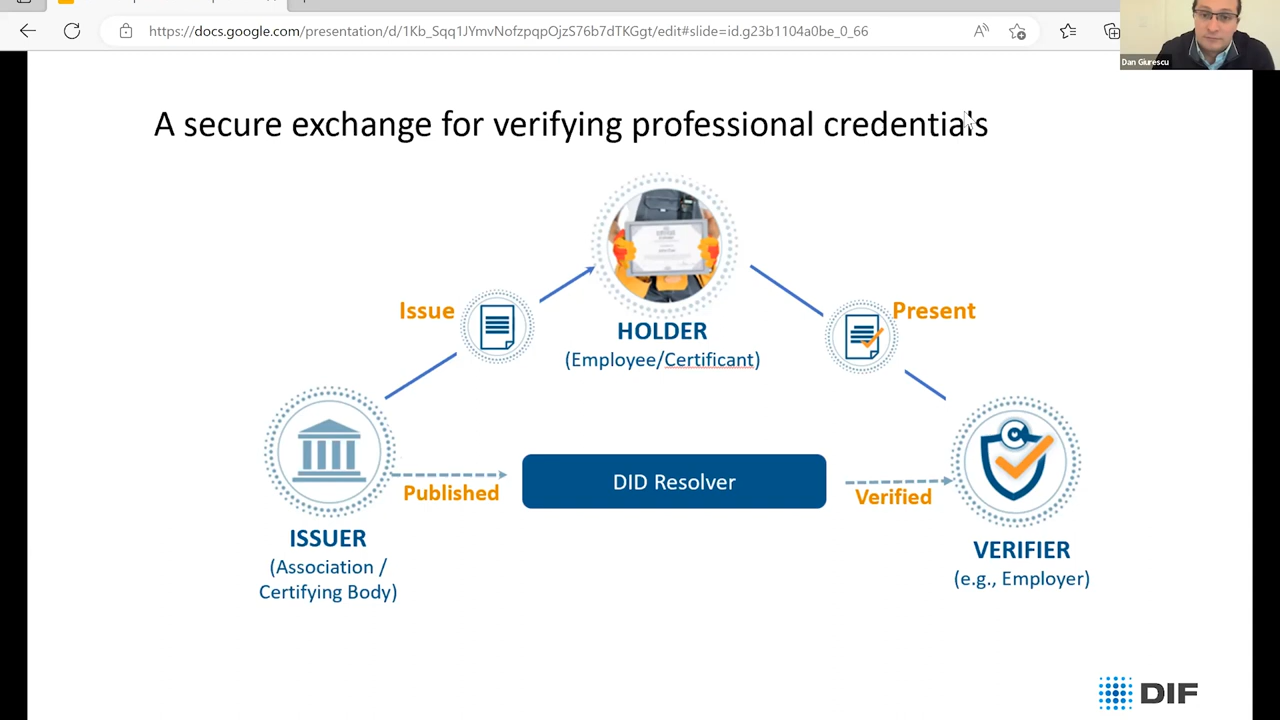 https://docs.google.com/presentation/d/1Kb_Sqq1JYmvNofzpqpOjzS76b7dTKGgt/edit#slide=id.g23b1104a0be_0_66
Dan Giurescu
A secure exchange for verifying professional credentials
Issue
Present
HOLDER
(Employee/Certificant)
DID Resolver
Published
Verified
ISSUER
(Association /
Certifying Body)
VERIFIER
(e.g., Employer)
DIF